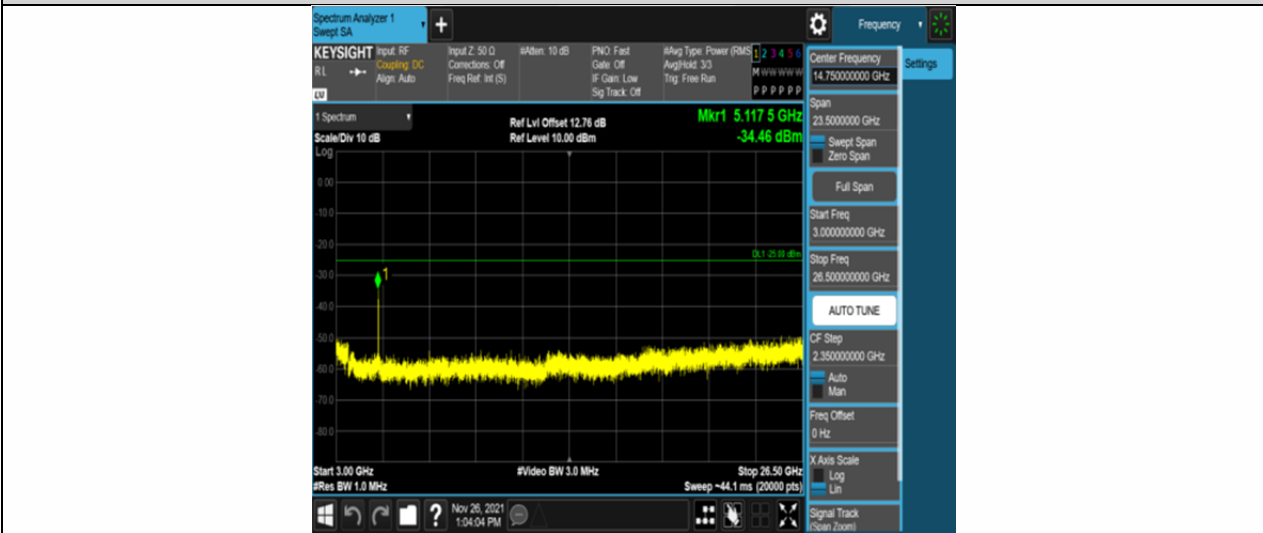 Spectrum Analyzer 1
Swept SA
+
Frequency
KEYSIGHT
R L
Input: RF
Coupling: DC
Align: Auto
Input Z: 50 Ω
Corrections: Off
Freq Ref: Int (S)
#Atten: 10 dB
PNO: Fast
Gate: Off
IF Gain: Low
Sig Track: Off
#Avg Type: Power (RMS
Avg|Hold: 3/3
Trig: Free Run
1 2 3 4 5 6
M W W W W W
P P P P P P
1 Spectrum
Scale/Div 10 dB
Log
Ref Lvl Offset 12.76 dB
Ref Level 10.00 dBm
Mkr1 5.117 5 GHz
-34.46 dBm
0.00
-10.0
-20.0
-30.0
-40.0
-50.0
-60.0
-70.0
-80.0
DL1 -25.00 dBm
1
Start 3.00 GHz
#Res BW 1.0 MHz
#Video BW 3.0 MHz
Stop 26.50 GHz
Sweep ~44.1 ms (20000 pts)
?
Nov 26, 2021
1:04:04 PM
Center Frequency
14.750000000 GHz
Span
23.5000000 GHz
Swept Span
Zero Span
Full Span
Start Freq
3.000000000 GHz
Stop Freq
26.500000000 GHz
AUTO TUNE
CF Step
2.350000000 GHz
Auto
Man
Freq Offset
0 Hz
X Axis Scale
Log
Lin
Signal Track
(Span Zoom)
Settings